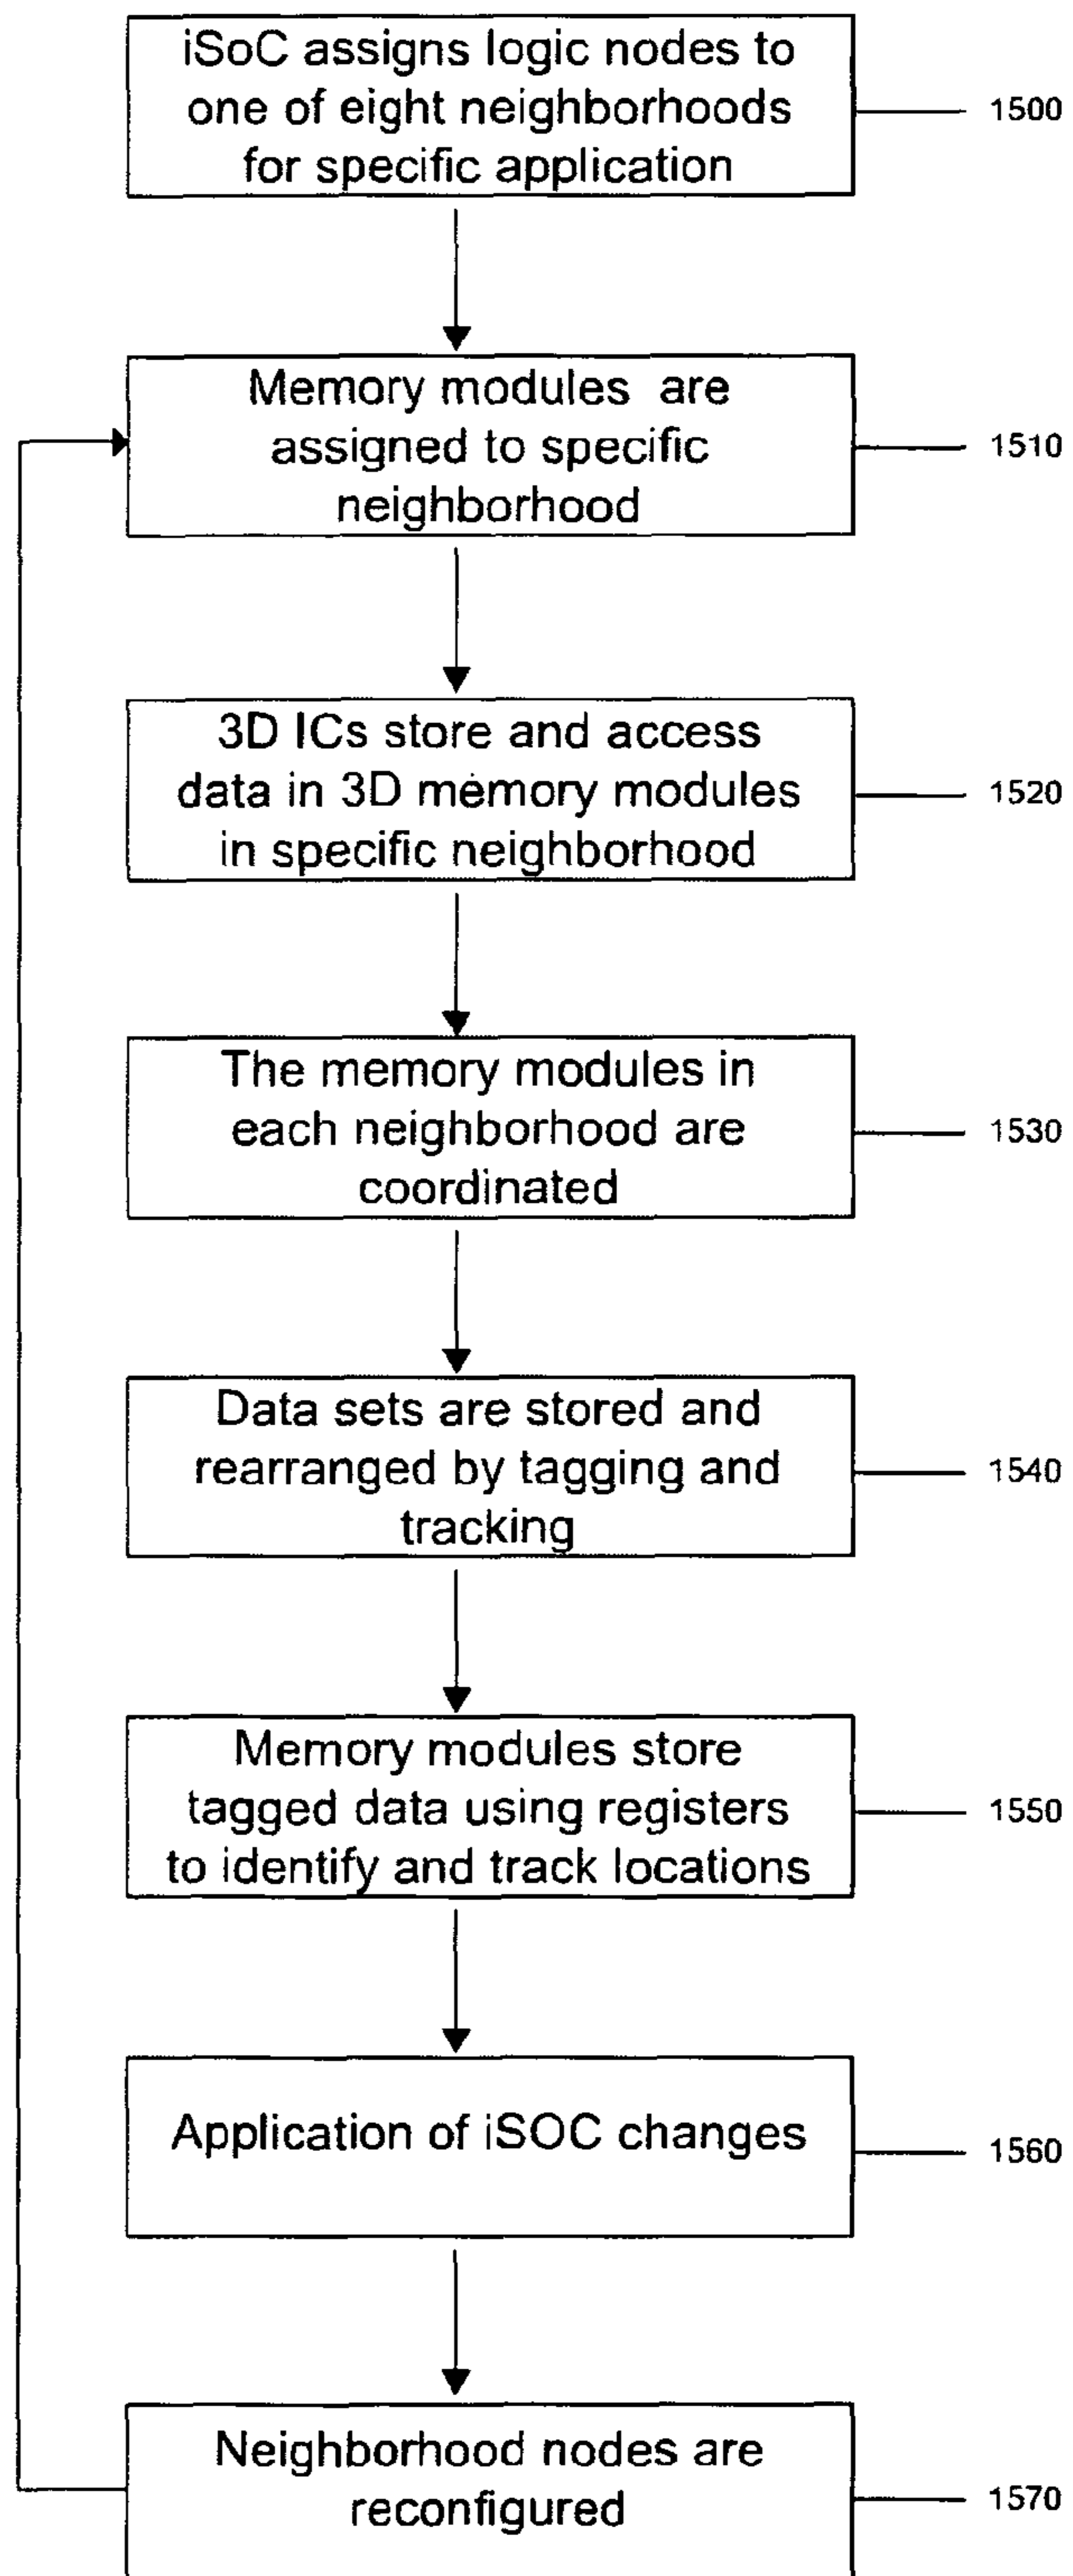 iSoC assigns logic nodes to
one of eight neighborhoods
for specific application
1500
Memory modules are
assigned to specific
neighborhood
1510
3D ICs store and access
data in 3D memory modules
in specific neighborhood
1520
The memory modules in
each neighborhood are
coordinated
1530
Data sets are stored and
rearranged by tagging and
tracking
1540
Memory modules store
tagged data using registers
to identify and track locations
1550
Application of iSOC changes
1560
Neighborhood nodes are
reconfigured
1570